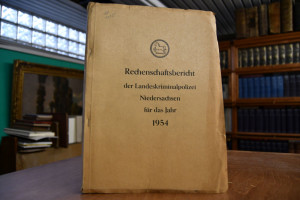 Rechenschaftsbericht
der Landeskriminalpolizei
Niedersachsen
für das Jahr
1954